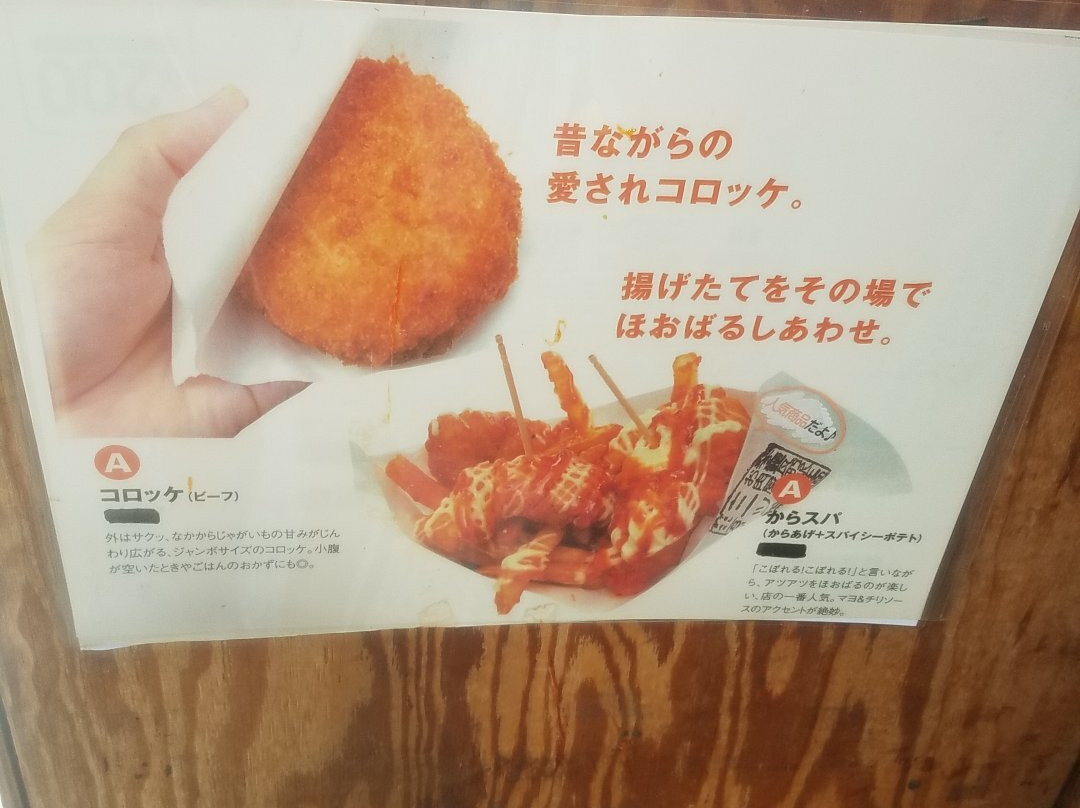 昔ながらの
愛されコロッケ。
揚げたてをその場で
ほおばるしあわせ。
人気商品だよ♪
A
コロッケ(ビーフ)
外はサクッ、なかからじゃがいもの甘みがじん
わり広がる、ジャンボサイズのコロッケ。小腹
が空いたときやごはんのおかずにも◎。
A
からスパ
(からあげ+スパイシーポテト)
「こぼれる!こぼれる!」と言いなが
ら、アツアツをほおばるのが楽し
い、店の一番人気。マヨ&チリソー
スのアクセントが絶妙。